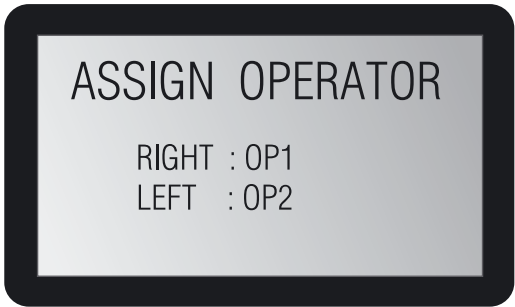 ASSIGN OPERATOR
RIGHT : OP1
LEFT : OP2